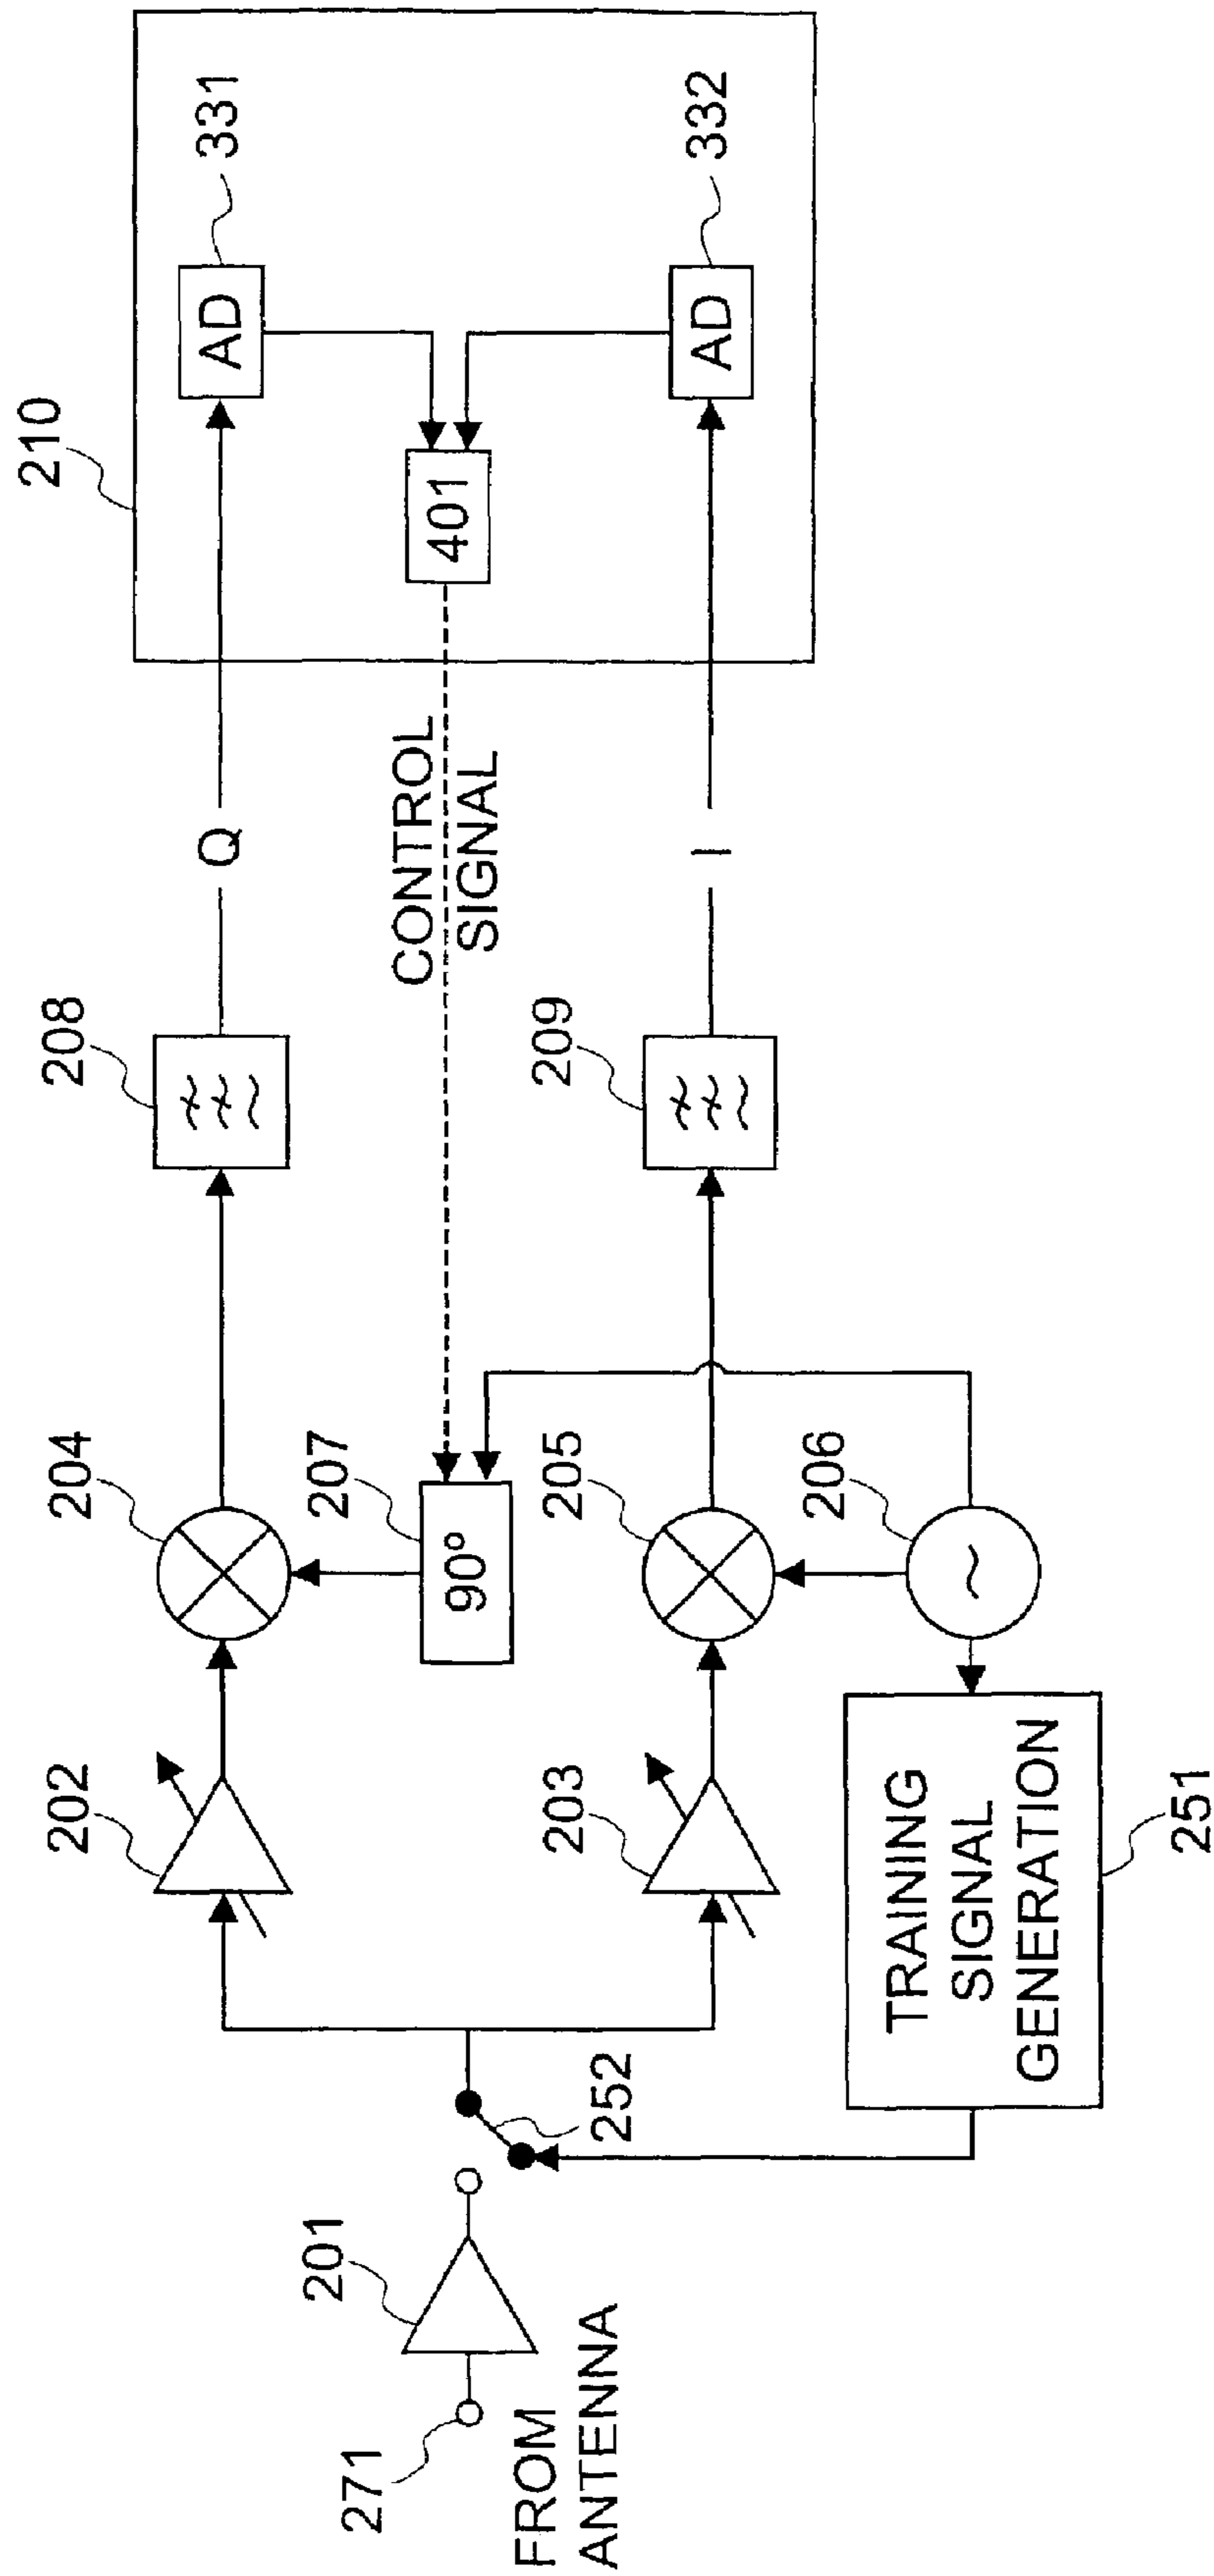 210
AD
331
401
AD
332
Q
CONTROL
SIGNAL
I
208
209
204
207
90°
205
206
202
203
TRAINING
SIGNAL
GENERATION
251
252
201
271
FROM
ANTENNA